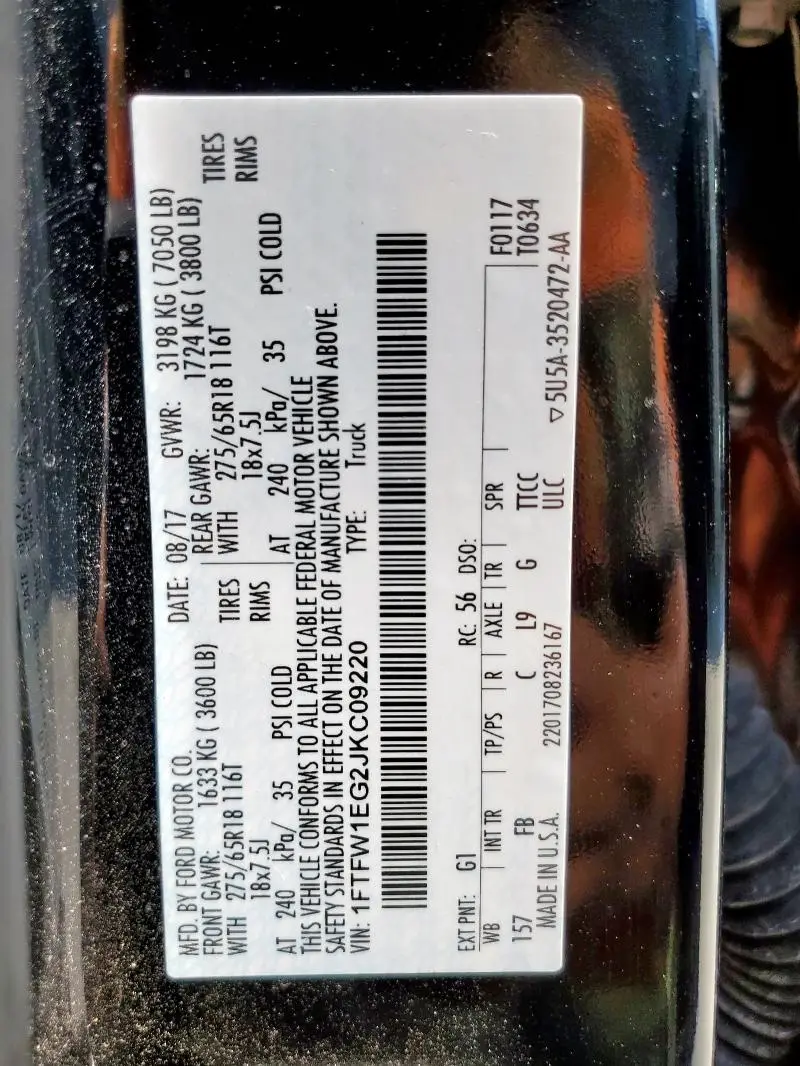 MFD. BY FORD MOTOR CO. DATE: 08/17 GVWR: 3198 KG ( 7050 LB)
FRONT GAWR: 1633 KG ( 3600 LB) REAR GAWR: 1724 KG ( 3800 LB)
WITH 275/65R18 116T TIRES WITH 275/65R18 116T TIRES
18x7.5J RIMS 18x7.5J RIMS
AT 240 kPa/ 35 PSI COLD AT 240 kPa/ 35 PSI COLD
THIS VEHICLE CONFORMS TO ALL APPLICABLE FEDERAL MOTOR VEHICLE
SAFETY STANDARDS IN EFFECT ON THE DATE OF MANUFACTURE SHOWN ABOVE.
VIN: 1FTFW1EG2JKC09220 TYPE: Truck
EXT PNT: G1 RC: 56 DSO: F0117
WB INT TR TP/PS R AXLE TR SPR T0634
157 FB C L9 G TTCC
ULC
MADE IN U.S.A. 2201708236167 ▽5U5A-3520472-AA